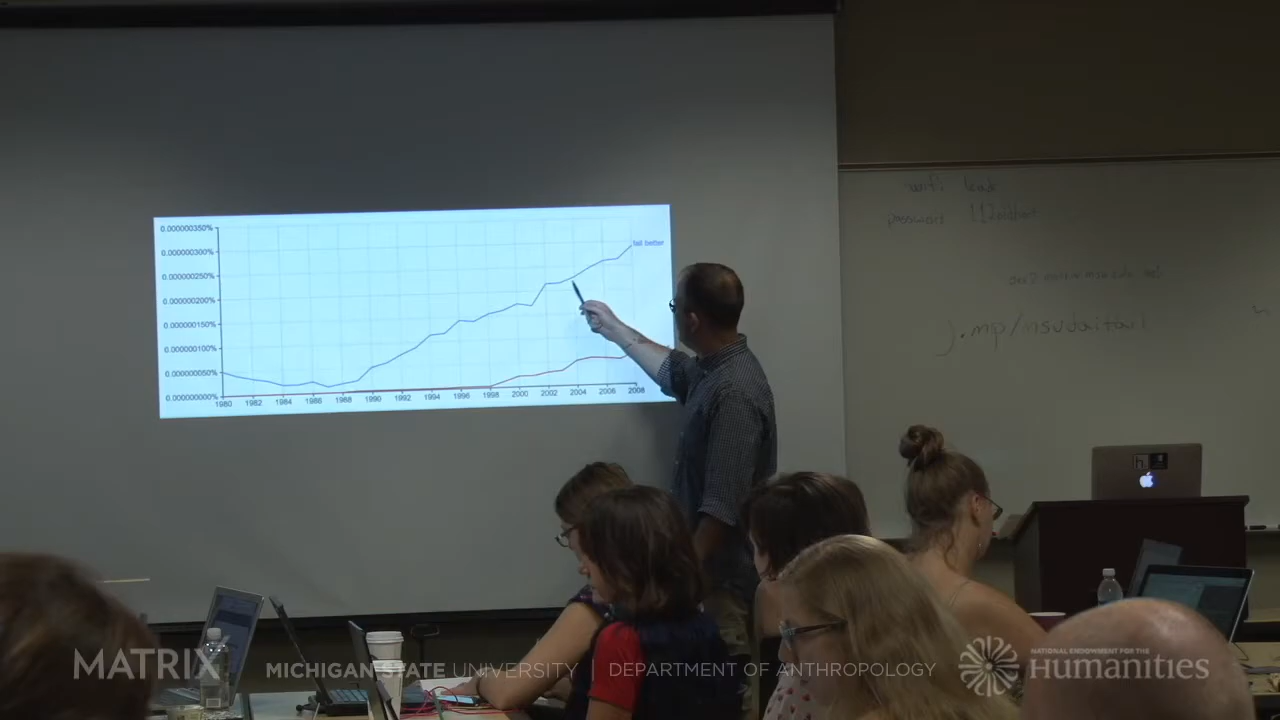 0.000000350%
0.000000300%
0.000000250%
0.000000200%
0.000000150%
0.000000100%
0.000000050%
0.000000000%
1980 1982 1984 1986 1988 1990 1992 1994 1996 1998 2000 2002 2004 2006 2008
fail better
wifi
password
j.mp/msudaifail
h
MATRIX
MICHIGAN STATE UNIVERSITY | DEPARTMENT OF ANTHROPOLOGY
NATIONAL ENDOWMENT FOR THE
Humanities